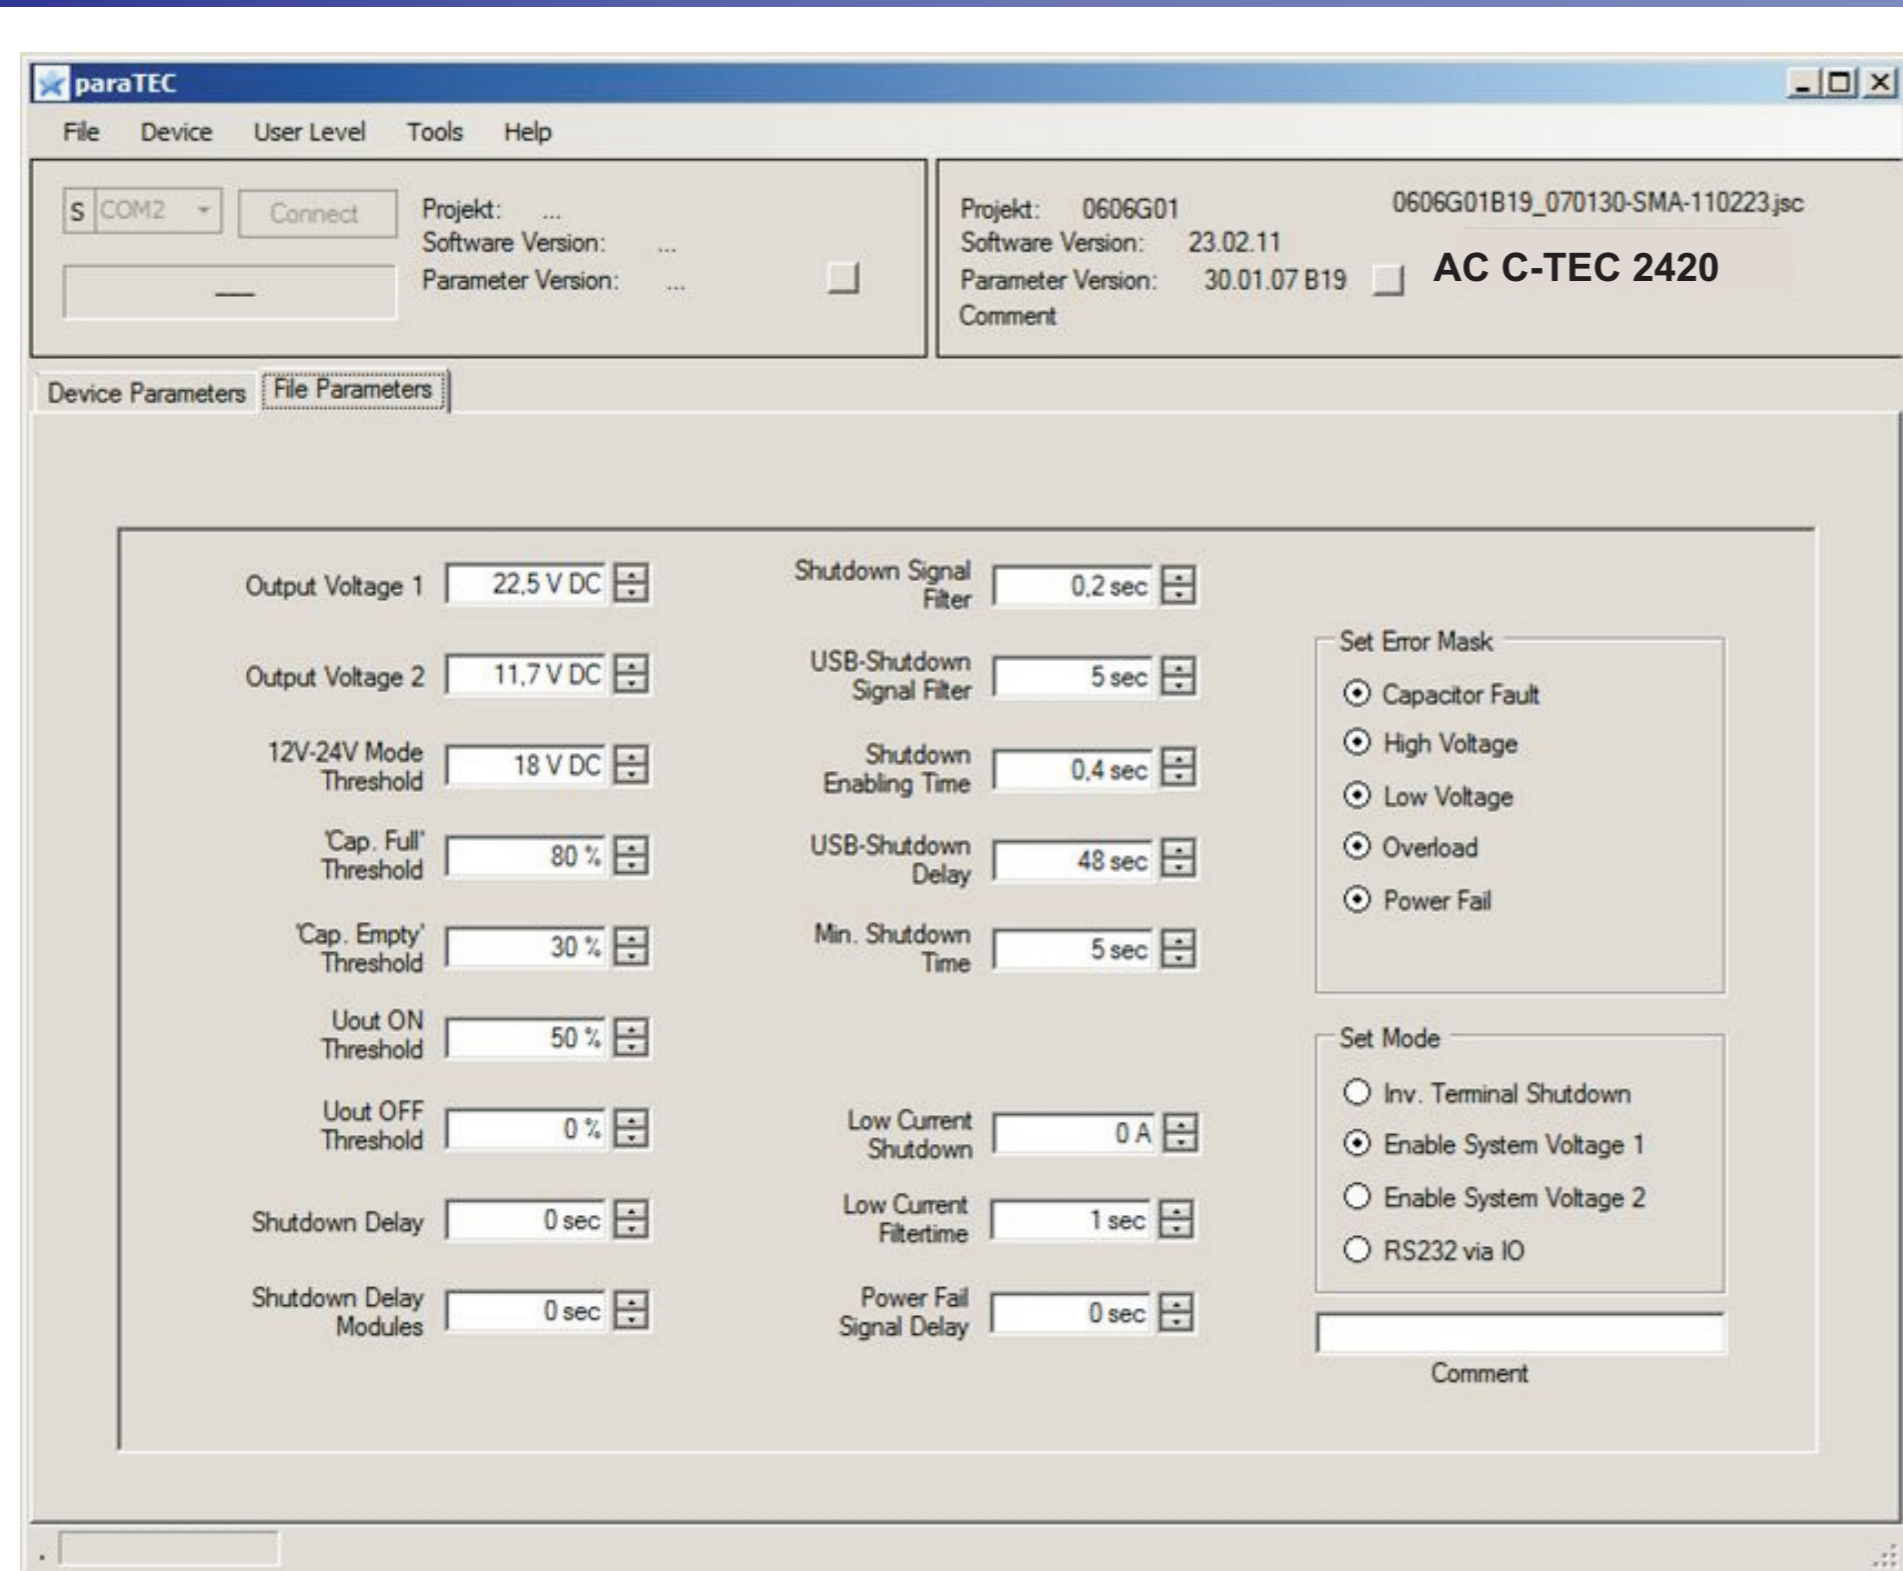 paraTEC
File Device User Level Tools Help
S COM2 Connect
Projekt: ...
Software Version: ...
Parameter Version: ...
Projekt: 0606G01
0606G01B19_070130-SMA-110223.jsc
Software Version: 23.02.11
Parameter Version: 30.01.07 B19
AC C-TEC 2420
Comment
Device Parameters File Parameters
Output Voltage 1 22,5 V DC
Output Voltage 2 11,7 V DC
12V-24V Mode
Threshold 18 V DC
'Cap. Full'
Threshold 80 %
'Cap. Empty'
Threshold 30 %
Uout ON
Threshold 50 %
Uout OFF
Threshold 0 %
Shutdown Delay 0 sec
Shutdown Delay
Modules 0 sec
Shutdown Signal
Filter 0,2 sec
USB-Shutdown
Signal Filter 5 sec
Shutdown
Enabling Time 0,4 sec
USB-Shutdown
Delay 48 sec
Min. Shutdown
Time 5 sec
Low Current
Shutdown 0 A
Low Current
Filtertime 1 sec
Power Fail
Signal Delay 0 sec
Set Error Mask
Capacitor Fault
High Voltage
Low Voltage
Overload
Power Fail
Set Mode
Inv. Terminal Shutdown
Enable System Voltage 1
Enable System Voltage 2
RS232 via IO
Comment